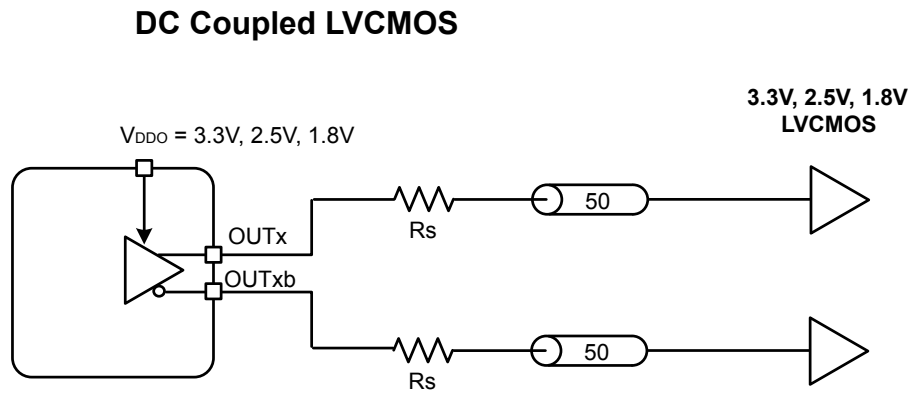 DC Coupled LVCMOS
3.3V, 2.5V, 1.8V
LVCMOS
VDDO = 3.3V, 2.5V, 1.8V
OUTx
Rs
50
OUTxb
Rs
50